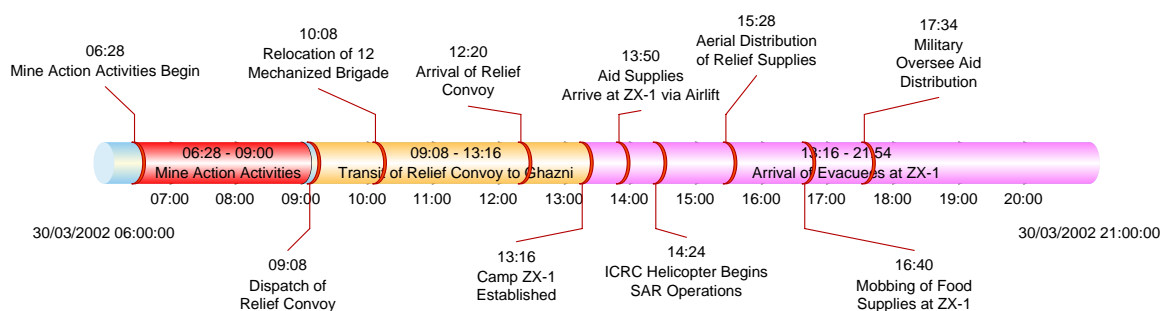 06:28
Mine Action Activities Begin
10:08
Relocation of 12
Mechanized Brigade
12:20
Arrival of Relief
Convoy
13:50
Aid Supplies
Arrive at ZX-1 via Airlift
15:28
Aerial Distribution
of Relief Supplies
17:34
Military
Oversee Aid
Distribution
06:28 - 09:00
Mine Action Activities
09:08 - 13:16
Transit of Relief Convoy to Ghazni
13:16 - 21:54
Arrival of Evacuees at ZX-1
07:00 08:00 09:00 10:00 11:00 12:00 13:00 14:00 15:00 16:00 17:00 18:00 19:00 20:00
30/03/2002 06:00:00
30/03/2002 21:00:00
09:08
Dispatch of
Relief Convoy
13:16
Camp ZX-1
Established
14:24
ICRC Helicopter Begins
SAR Operations
16:40
Mobbing of Food
Supplies at ZX-1